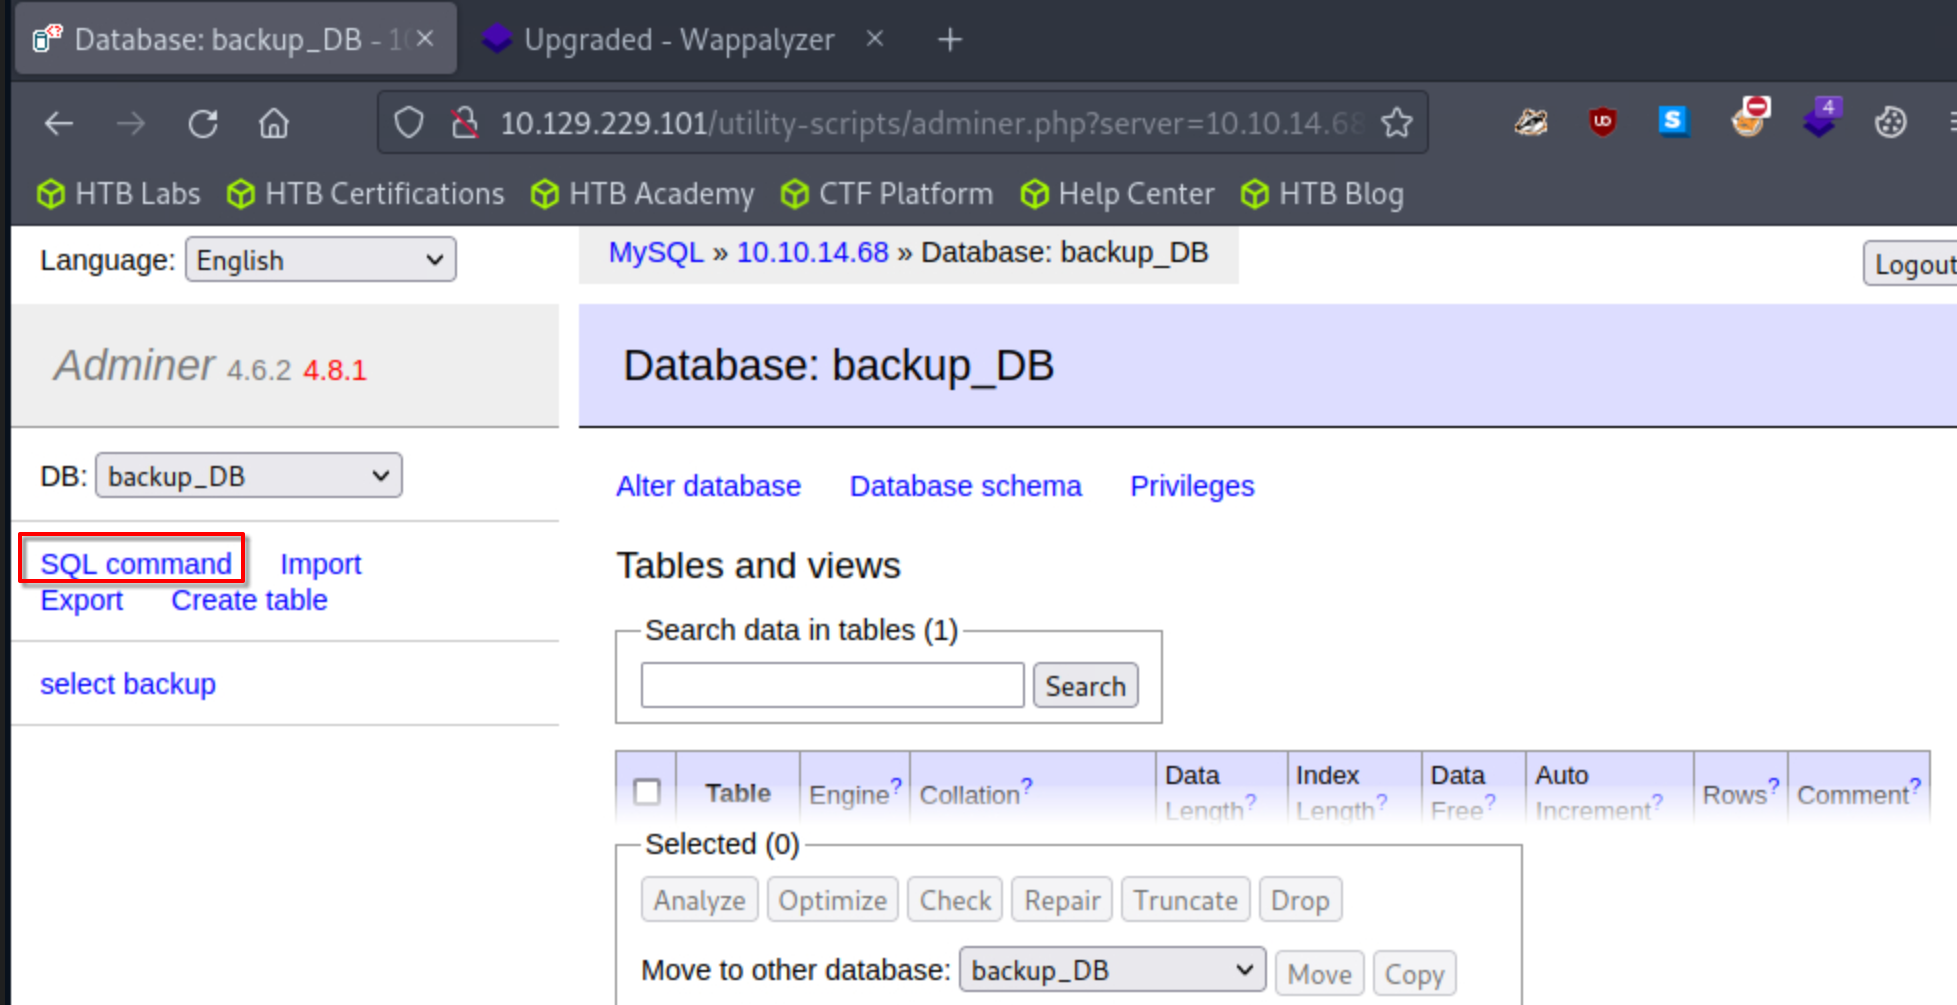 Database: backup_DB - 10
Upgraded - Wappalyzer
10.129.229.101/utility-scripts/adminer.php?server=10.10.14.68
UD
S
4
HTB Labs HTB Certifications HTB Academy CTF Platform Help Center HTB Blog
Language: English
MySQL » 10.10.14.68 » Database: backup_DB
Logout
Adminer 4.6.2 4.8.1
Database: backup_DB
DB: backup_DB
Alter database Database schema Privileges
SQL command Import
Export Create table
select backup
Tables and views
Search data in tables (1)
Search
Table Engine? Collation? Data Length? Index Length? Data Free? Auto Increment? Rows? Comment?
Selected (0)
Analyze Optimize Check Repair Truncate Drop
Move to other database: backup_DB Move Copy